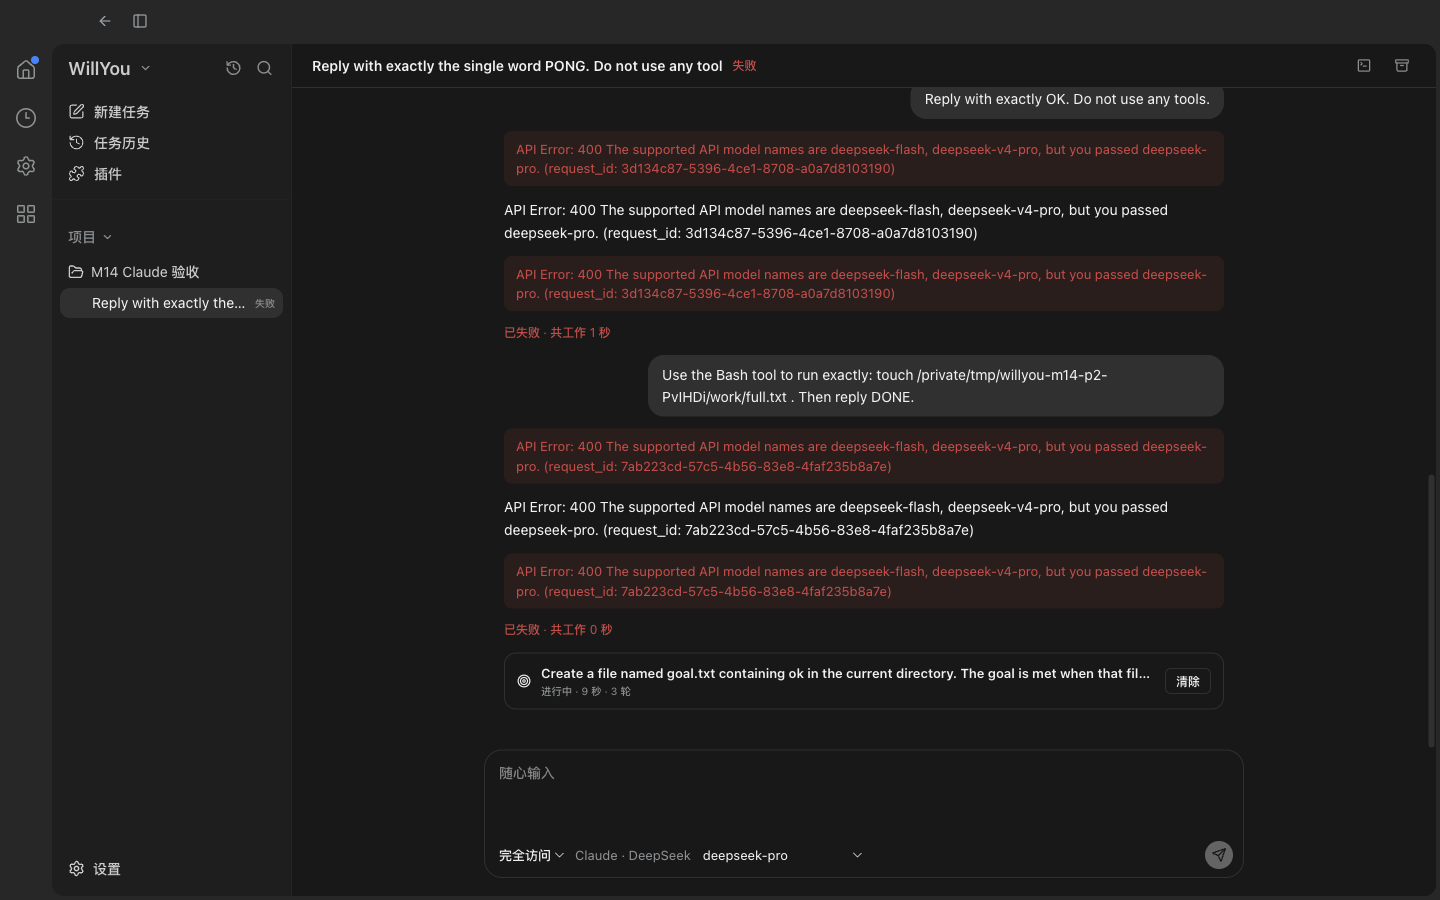 WillYou
新建任务
任务历史
插件
项目
M14 Claude 验收
Reply with exactly the... 失败
设置
Reply with exactly the single word PONG. Do not use any tool 失败
Reply with exactly OK. Do not use any tools.
API Error: 400 The supported API model names are deepseek-flash, deepseek-v4-pro, but you passed deepseek-
pro. (request_id: 3d134c87-5396-4ce1-8708-a0a7d8103190)
API Error: 400 The supported API model names are deepseek-flash, deepseek-v4-pro, but you passed
deepseek-pro. (request_id: 3d134c87-5396-4ce1-8708-a0a7d8103190)
API Error: 400 The supported API model names are deepseek-flash, deepseek-v4-pro, but you passed deepseek-
pro. (request_id: 3d134c87-5396-4ce1-8708-a0a7d8103190)
已失败 · 共工作 1 秒
Use the Bash tool to run exactly: touch /private/tmp/willyou-m14-p2-
PvIHDi/work/full.txt . Then reply DONE.
API Error: 400 The supported API model names are deepseek-flash, deepseek-v4-pro, but you passed deepseek-
pro. (request_id: 7ab223cd-57c5-4b56-83e8-4faf235b8a7e)
API Error: 400 The supported API model names are deepseek-flash, deepseek-v4-pro, but you passed
deepseek-pro. (request_id: 7ab223cd-57c5-4b56-83e8-4faf235b8a7e)
API Error: 400 The supported API model names are deepseek-flash, deepseek-v4-pro, but you passed deepseek-
pro. (request_id: 7ab223cd-57c5-4b56-83e8-4faf235b8a7e)
已失败 · 共工作 0 秒
Create a file named goal.txt containing ok in the current directory. The goal is met when that fil...
进行中 · 9 秒 · 3 轮
清除
随心输入
完全访问 Claude · DeepSeek deepseek-pro